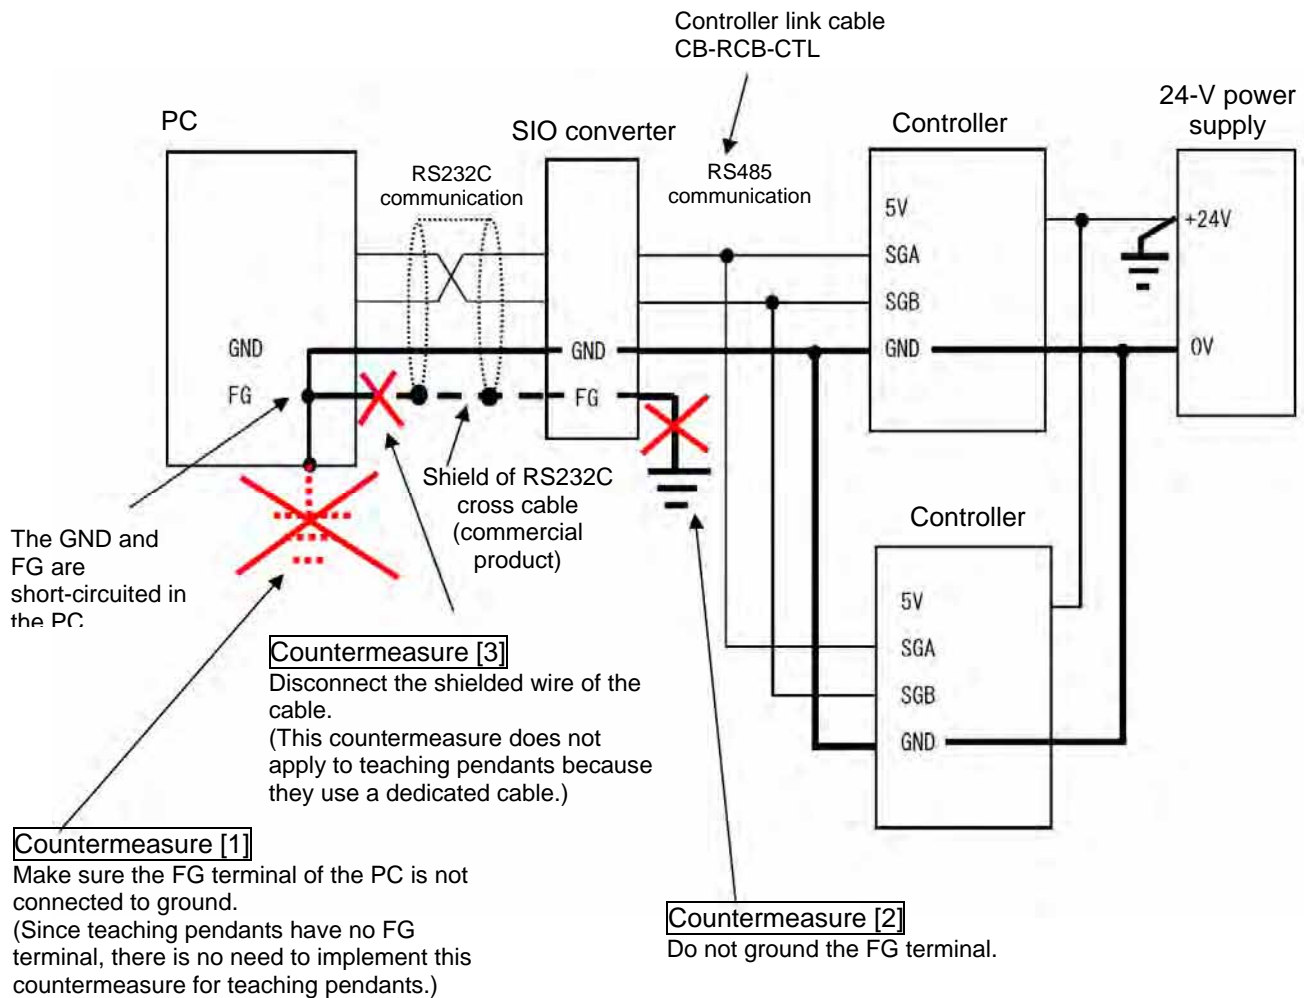 Controller link cable
CB-RCB-CTL
24-V power
supply
PC
SIO converter
Controller
RS232C
communication
RS485
communication
5V
SGA
SGB
GND
+24V
0V
GND
FG
GND
FG
Shield of RS232C
cross cable
(commercial
product)
The GND and
FG are
short-circuited in
the PC
Controller
5V
SGA
SGB
GND
Countermeasure [3]
Disconnect the shielded wire of the
cable.
(This countermeasure does not
apply to teaching pendants because
they use a dedicated cable.)
Countermeasure [1]
Make sure the FG terminal of the PC is not
connected to ground.
(Since teaching pendants have no FG
terminal, there is no need to implement this
countermeasure for teaching pendants.)
Countermeasure [2]
Do not ground the FG terminal.